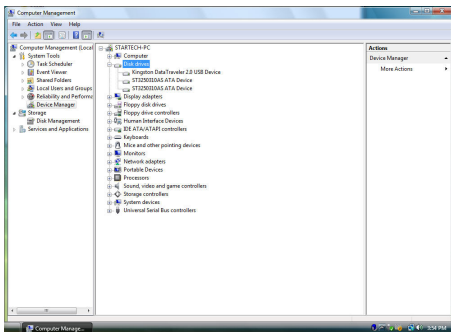 Computer Management
File Action View Help
Computer Management (Local
System Tools
Task Scheduler
Event Viewer
Shared Folders
Local Users and Groups
Reliability and Performa
Device Manager
Storage
Disk Management
Services and Applications
STARTECH-PC
Computer
Disk drives
Kingston DataTraveler 2.0 USB Device
ST3250310AS ATA Device
ST3250310AS ATA Device
Display adapters
Floppy disk drives
Floppy drive controllers
Human Interface Devices
IDE ATA/ATAPI controllers
Keyboards
Mice and other pointing devices
Monitors
Network adapters
Portable Devices
Processors
Sound, video and game controllers
Storage controllers
System devices
Universal Serial Bus controllers
Actions
Device Manager
More Actions
Computer Manage...
3:54 PM